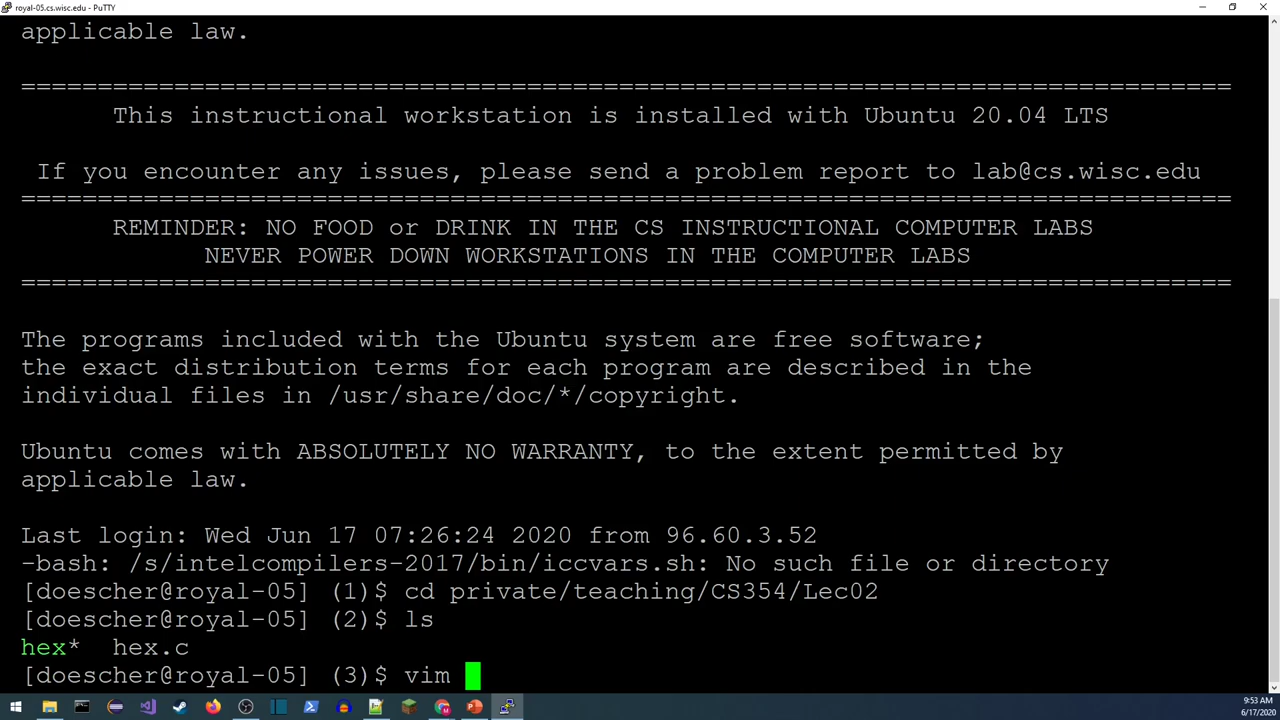 royal-05.cs.wisc.edu - PuTTY
applicable law.
===============================================================================
This instructional workstation is installed with Ubuntu 20.04 LTS
If you encounter any issues, please send a problem report to lab@cs.wisc.edu
===============================================================================
REMINDER: NO FOOD or DRINK IN THE CS INSTRUCTIONAL COMPUTER LABS
NEVER POWER DOWN WORKSTATIONS IN THE COMPUTER LABS
===============================================================================
The programs included with the Ubuntu system are free software;
the exact distribution terms for each program are described in the
individual files in /usr/share/doc/*/copyright.
Ubuntu comes with ABSOLUTELY NO WARRANTY, to the extent permitted by
applicable law.
Last login: Wed Jun 17 07:26:24 2020 from 96.60.3.52
-bash: /s/intelcompilers-2017/bin/iccvars.sh: No such file or directory
[doescher@royal-05] (1)$ cd private/teaching/CS354/Lec02
[doescher@royal-05] (2)$ ls
hex*  hex.c
[doescher@royal-05] (3)$ vim
9:53 AM
6/17/2020